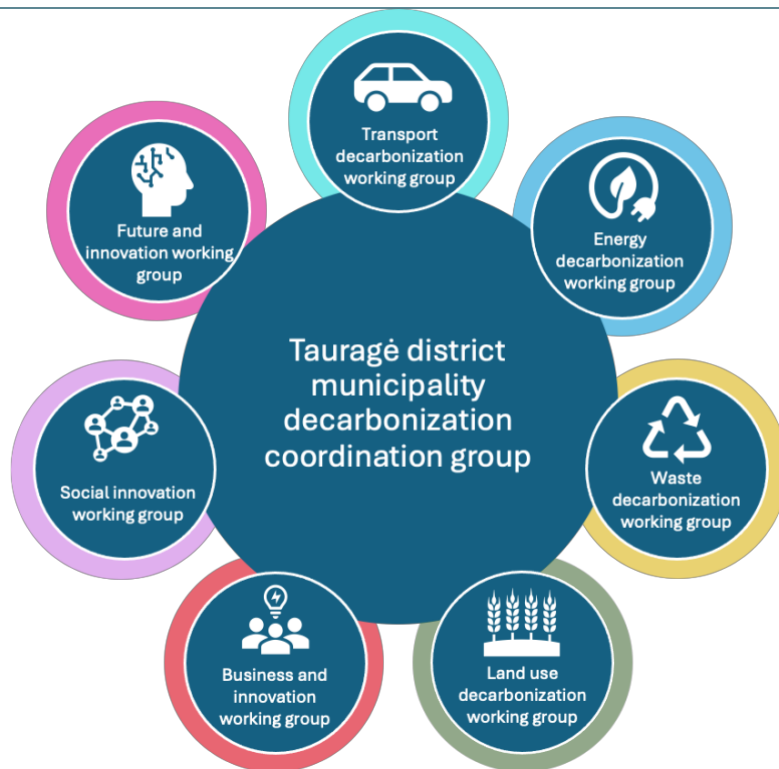 Transport
decarbonization
working group
Energy
decarbonization
working group
Waste
decarbonization
working group
Land use
decarbonization
working group
Business and
innovation
working group
Social innovation
working group
Future and
innovation working
group
Tauragė district
municipality
decarbonization
coordination group